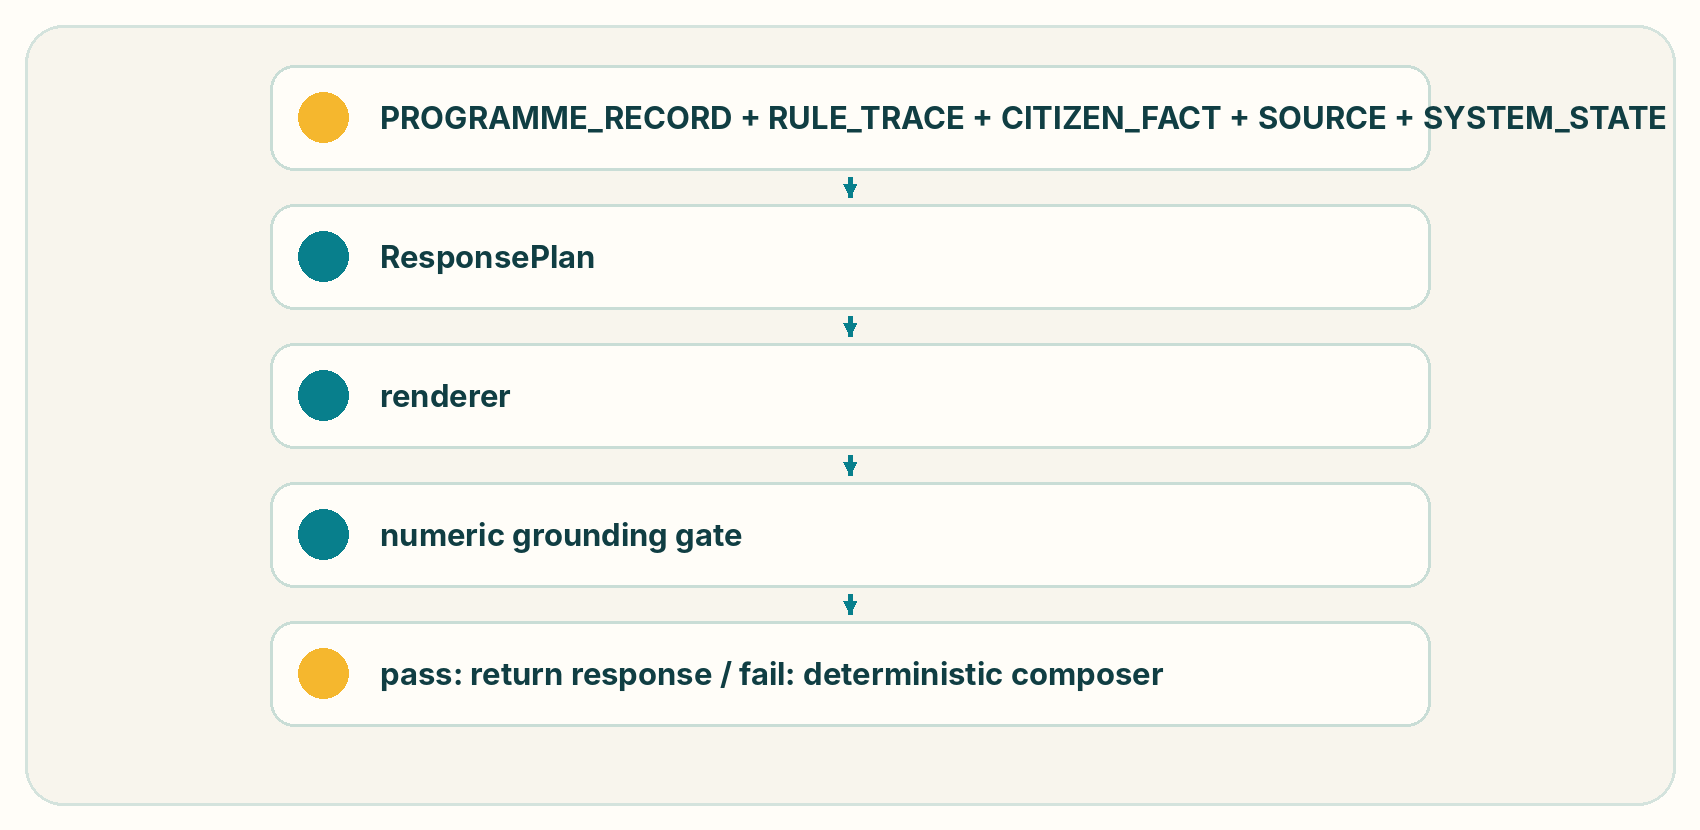 PROGRAMME_RECORD + RULE_TRACE + CITIZEN_FACT + SOURCE + SYSTEM_STATE
ResponsePlan
renderer
numeric grounding gate
pass: return response / fail: deterministic composer